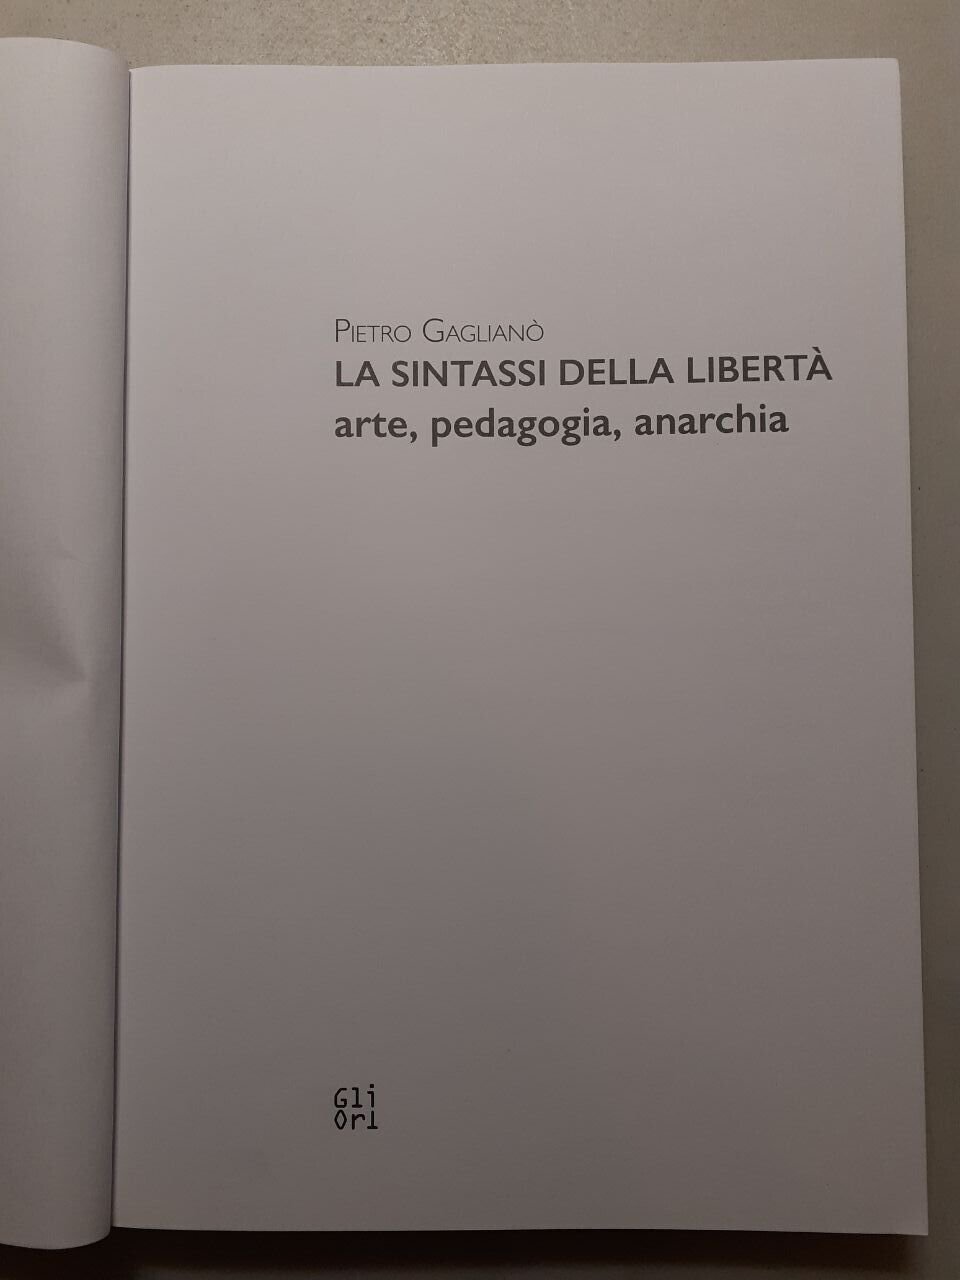 Pietro Gaglianò
LA SINTASSI DELLA LIBERTÀ
arte, pedagogia, anarchia
Gli
Ori